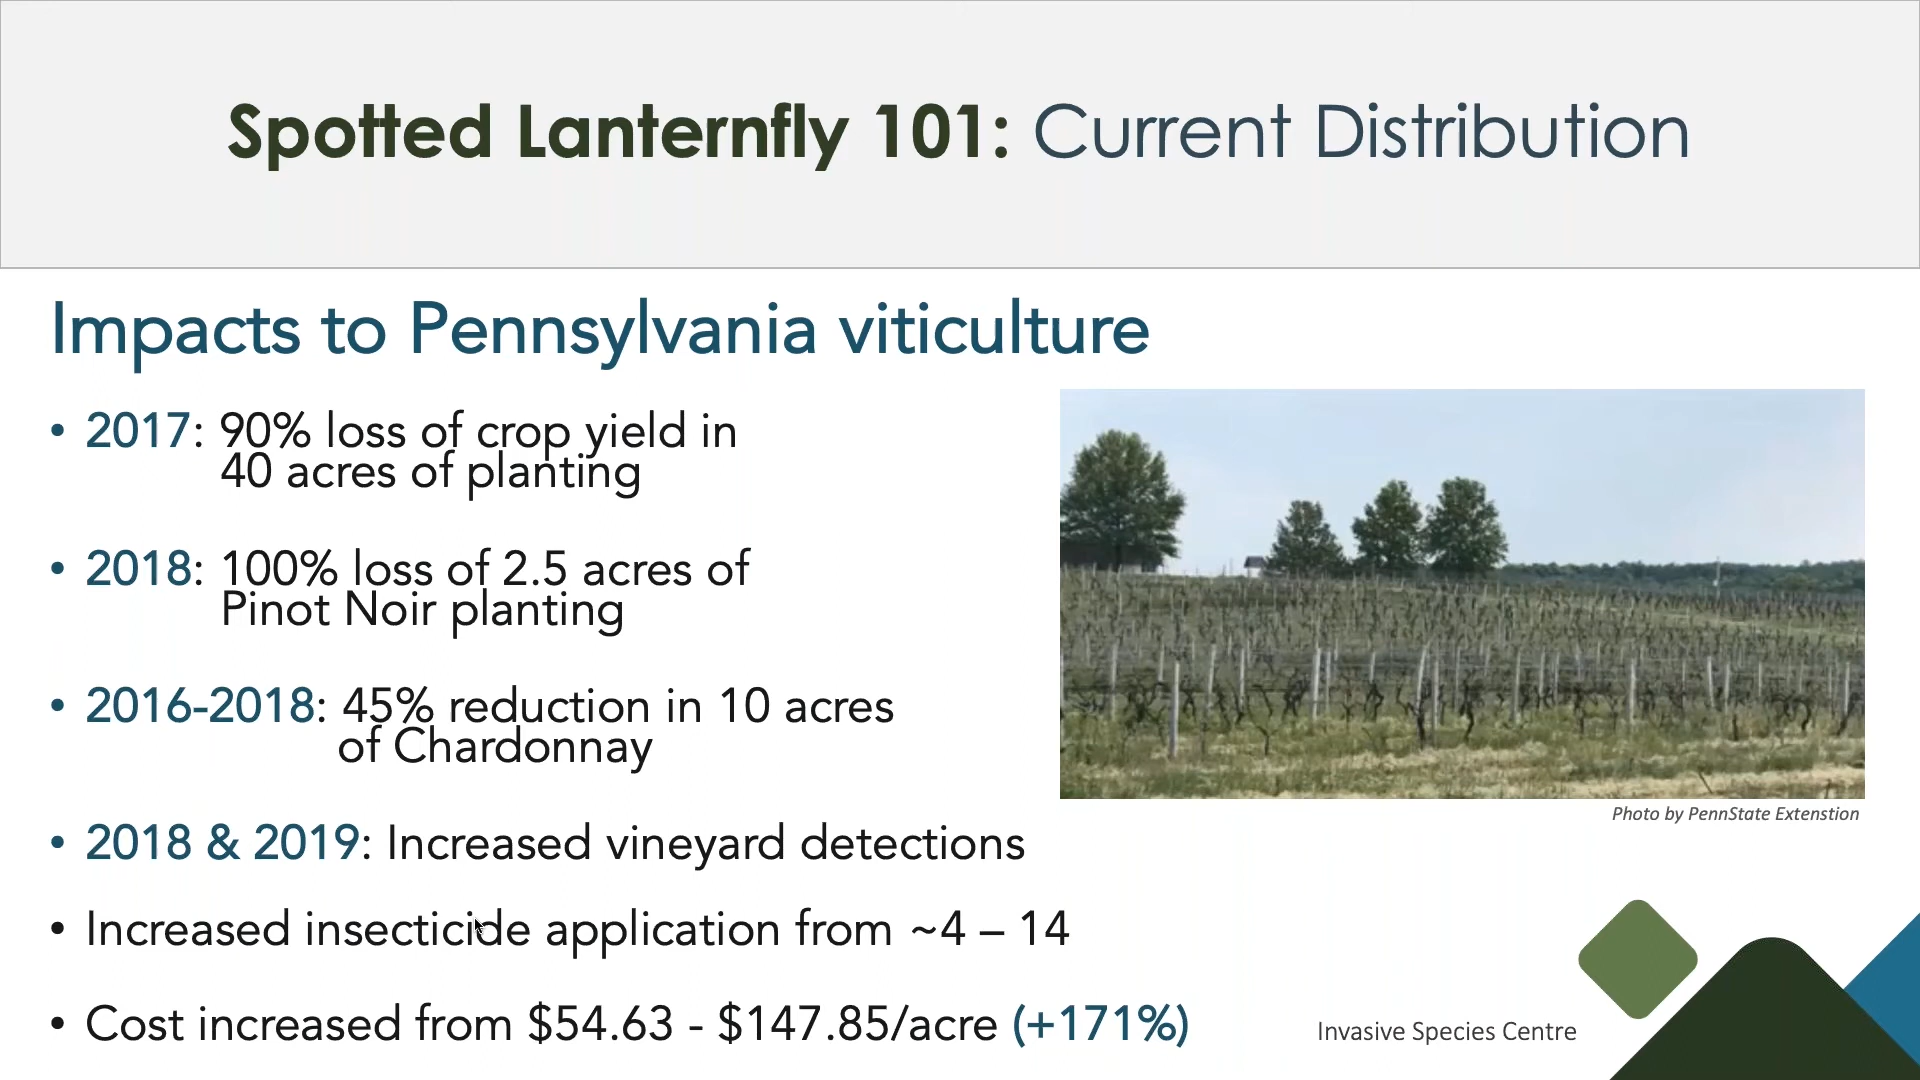 Spotted Lanternfly 101: Current Distribution
Impacts to Pennsylvania viticulture
• 2017: 90% loss of crop yield in
40 acres of planting
• 2018: 100% loss of 2.5 acres of
Pinot Noir planting
• 2016-2018: 45% reduction in 10 acres
of Chardonnay
• 2018 & 2019: Increased vineyard detections
• Increased insecticide application from ~4 – 14
• Cost increased from $54.63 - $147.85/acre (+171%)
Photo by PennState Extenstion
Invasive Species Centre